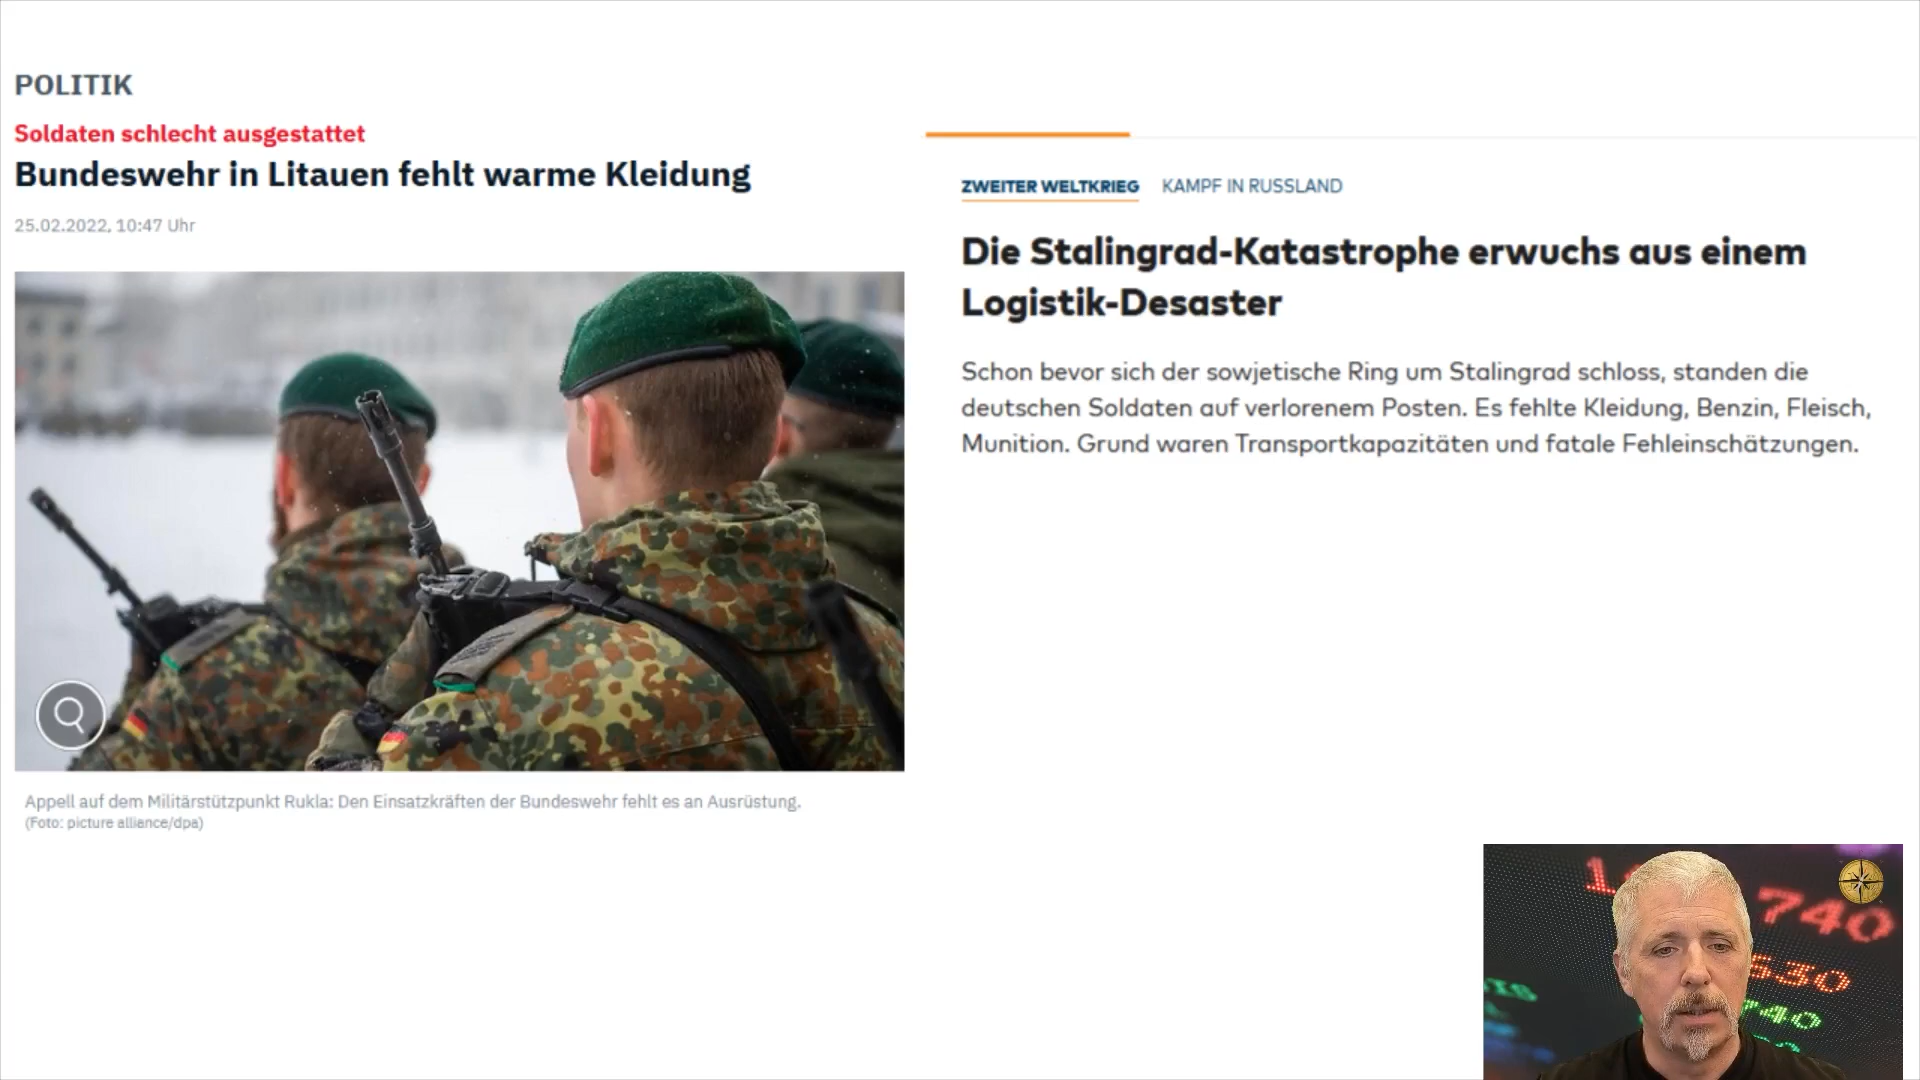 POLITIK
Soldaten schlecht ausgestattet
Bundeswehr in Litauen fehlt warme Kleidung
25.02.2022, 10:47 Uhr
Appell auf dem Militärstützpunkt Rukla: Den Einsatzkräften der Bundeswehr fehlt es an Ausrüstung.
(Foto: picture alliance/dpa)
ZWEITER WELTKRIEG KAMPF IN RUSSLAND
Die Stalingrad-Katastrophe erwuchs aus einem
Logistik-Desaster
Schon bevor sich der sowjetische Ring um Stalingrad schloss, standen die
deutschen Soldaten auf verlorenem Posten. Es fehlte Kleidung, Benzin, Fleisch,
Munition. Grund waren Transportkapazitäten und fatale Fehleinschätzungen.
740
530
740